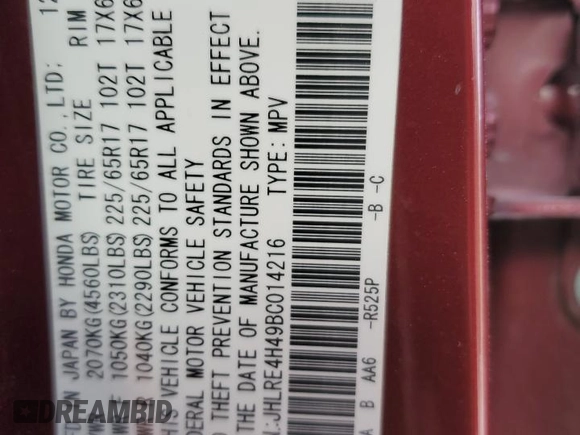 JAPAN BY HONDA MOTOR CO.,LTD: 12
2070KG(4560LBS) TIRE SIZE RIM
1050KG(2310LBS) 225/65R17 102T 17X6
1040KG(2290LBS) 225/65R17 102T 17X6
VEHICLE CONFORMS TO ALL APPLICABLE
MOTOR VEHICLE SAFETY
THEFT PREVENTION STANDARDS IN EFFECT
THE DATE OF MANUFACTURE SHOWN ABOVE.
JHLRE4H49BC014216 TYPE: MPV
A B AA6 -R525P -B -C
DREAMBID